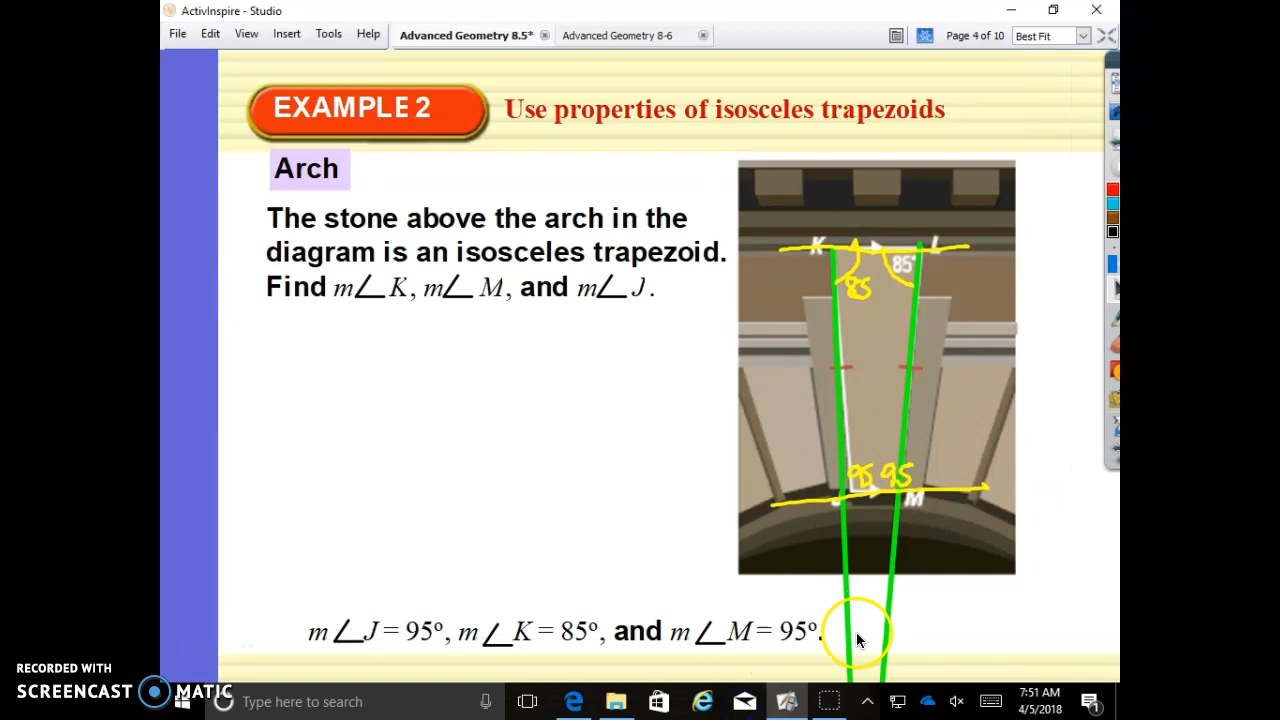 ActivInspire - Studio
File Edit View Insert Tools Help
Advanced Geometry 8.5* Advanced Geometry 8-6
Page 4 of 10 Best Fit
EXAMPLE 2 Use properties of isosceles trapezoids
Arch
The stone above the arch in the
diagram is an isosceles trapezoid.
Find m∠K, m∠M, and m∠J.
K L
85 85°
95 95
M
m∠J = 95°, m∠K = 85°, and m∠M = 95°.
RECORDED WITH
SCREENCAST MATIC
Type here to search
7:51 AM
4/5/2018
1